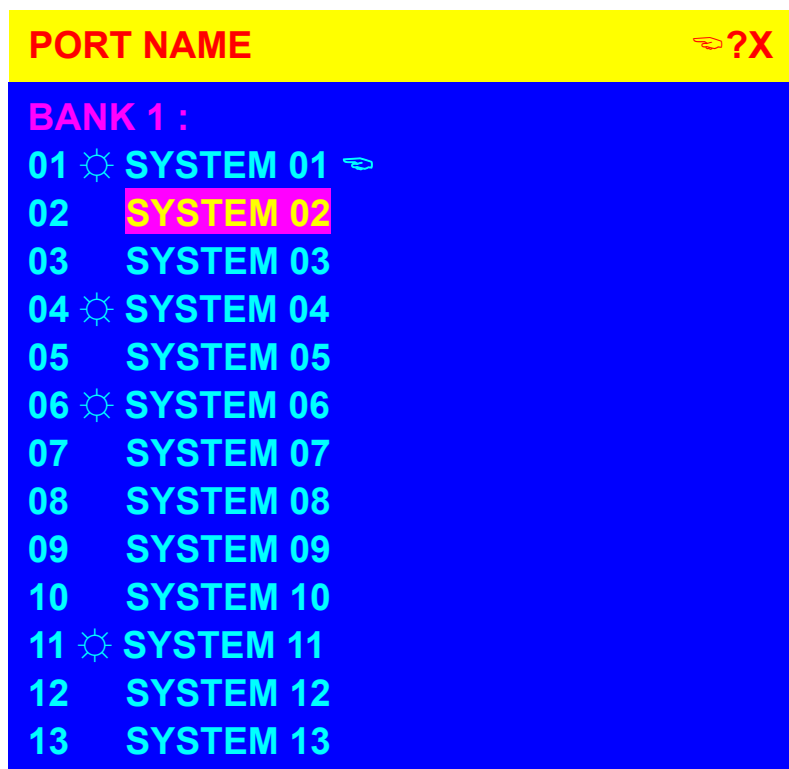 PORT NAME ☜?X
BANK 1 :
01 ☼ SYSTEM 01 ☜
02 SYSTEM 02
03 SYSTEM 03
04 ☼ SYSTEM 04
05 SYSTEM 05
06 ☼ SYSTEM 06
07 SYSTEM 07
08 SYSTEM 08
09 SYSTEM 09
10 SYSTEM 10
11 ☼ SYSTEM 11
12 SYSTEM 12
13 SYSTEM 13